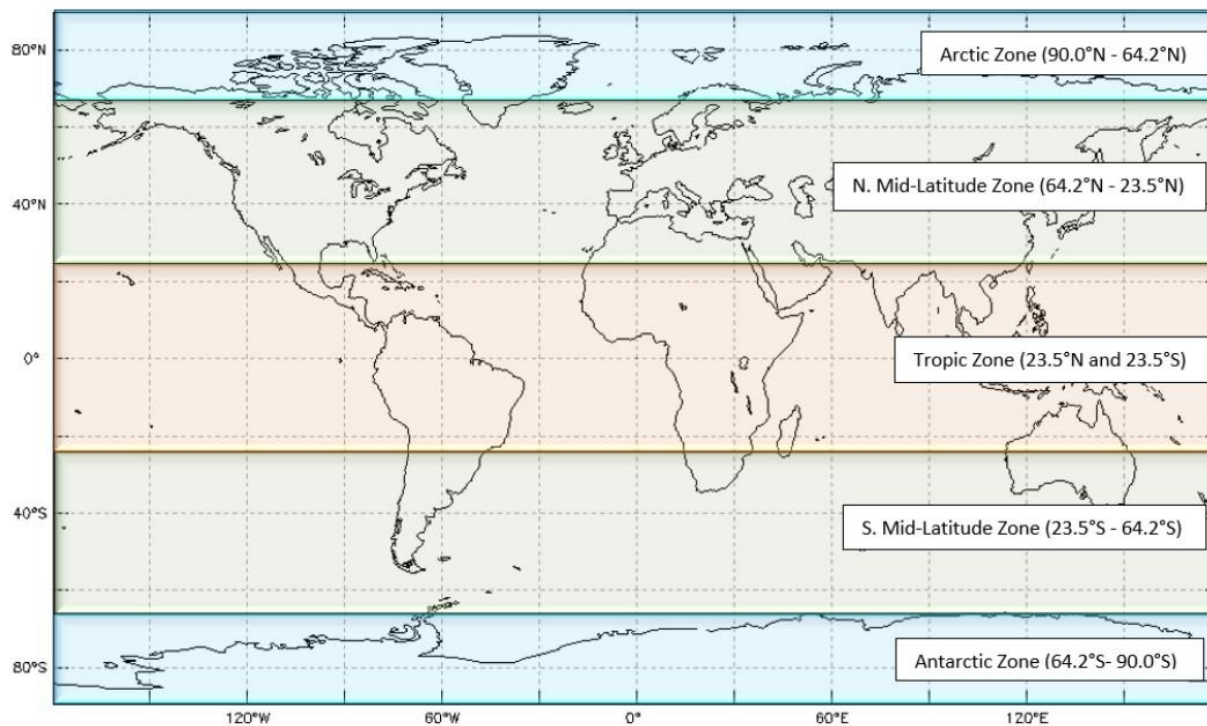 80°N
Arctic Zone (90.0°N - 64.2°N)
N. Mid-Latitude Zone (64.2°N - 23.5°N)
40°N
0°
Tropic Zone (23.5°N and 23.5°S)
40°S
S. Mid-Latitude Zone (23.5°S - 64.2°S)
80°S
Antarctic Zone (64.2°S- 90.0°S)
120°W
60°W
0°
60°E
120°E